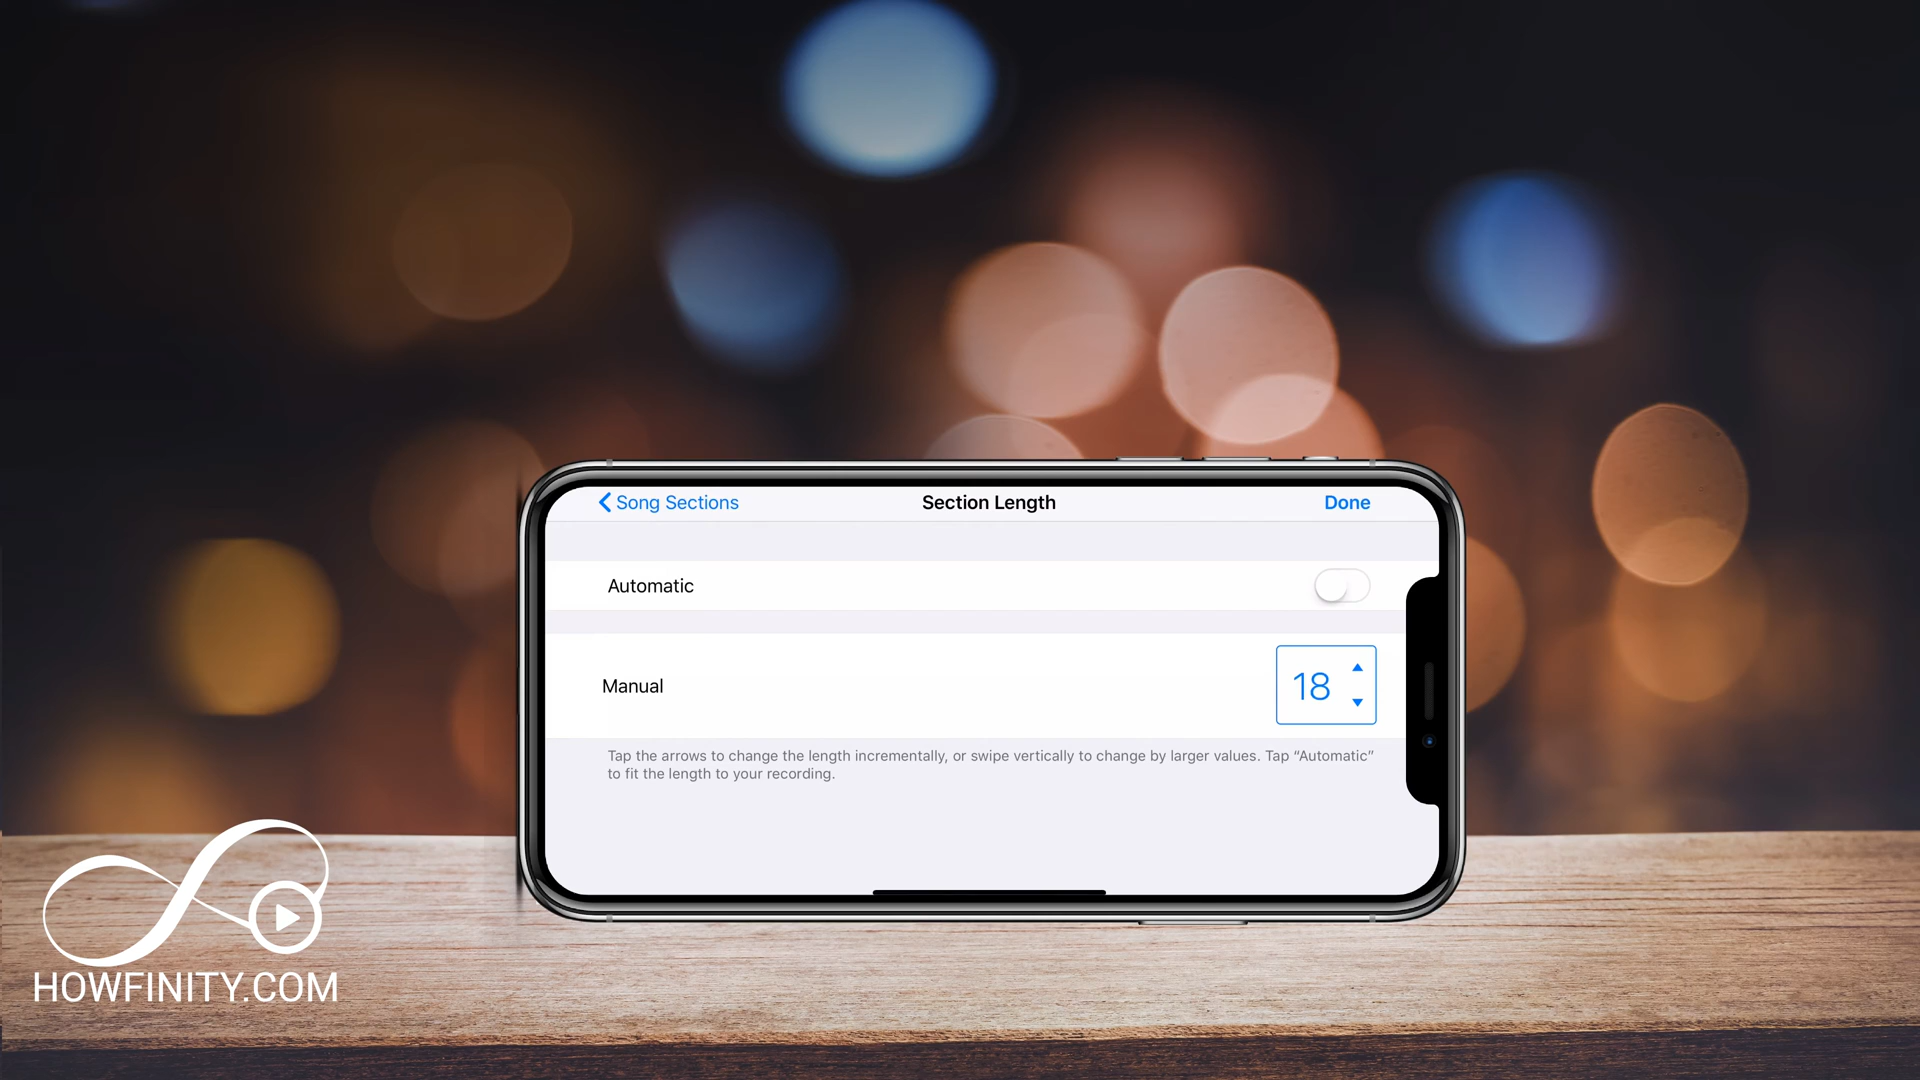 Song Sections
Section Length
Done
Automatic
Manual
18
Tap the arrows to change the length incrementally, or swipe vertically to change by larger values. Tap “Automatic”
to fit the length to your recording.
HOWFINITY.COM